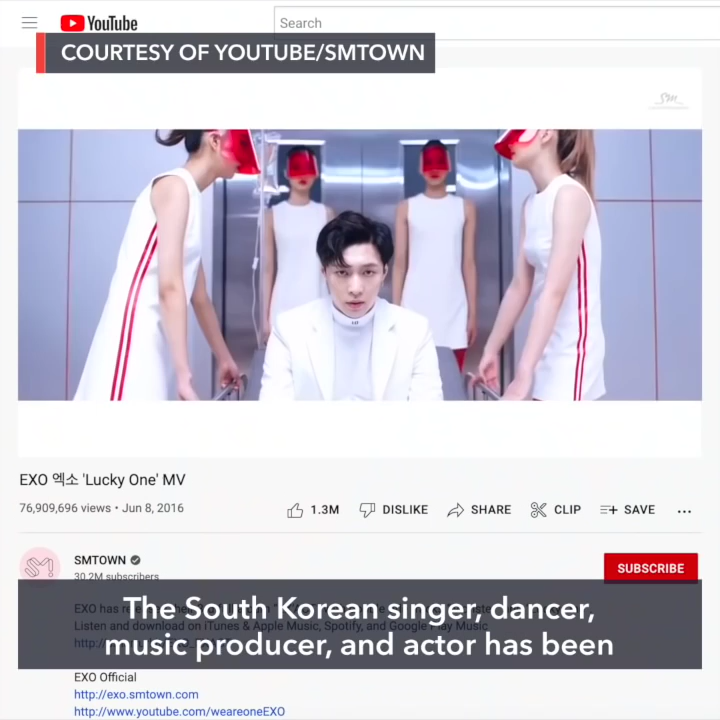 YouTube
Search
COURTESY OF YOUTUBE/SMTOWN
EXO 엑소 'Lucky One' MV
76,909,696 views • Jun 8, 2016
1.3M DISLIKE SHARE CLIP SAVE ...
SMTOWN
30.2M subscribers
SUBSCRIBE
The South Korean singer, dancer,
music producer, and actor has been
EXO has
Listen and download on iTunes & Apple Music, Spotify, and Google Play Music
EXO Official
http://exo.smtown.com
http://www.youtube.com/weareoneEXO